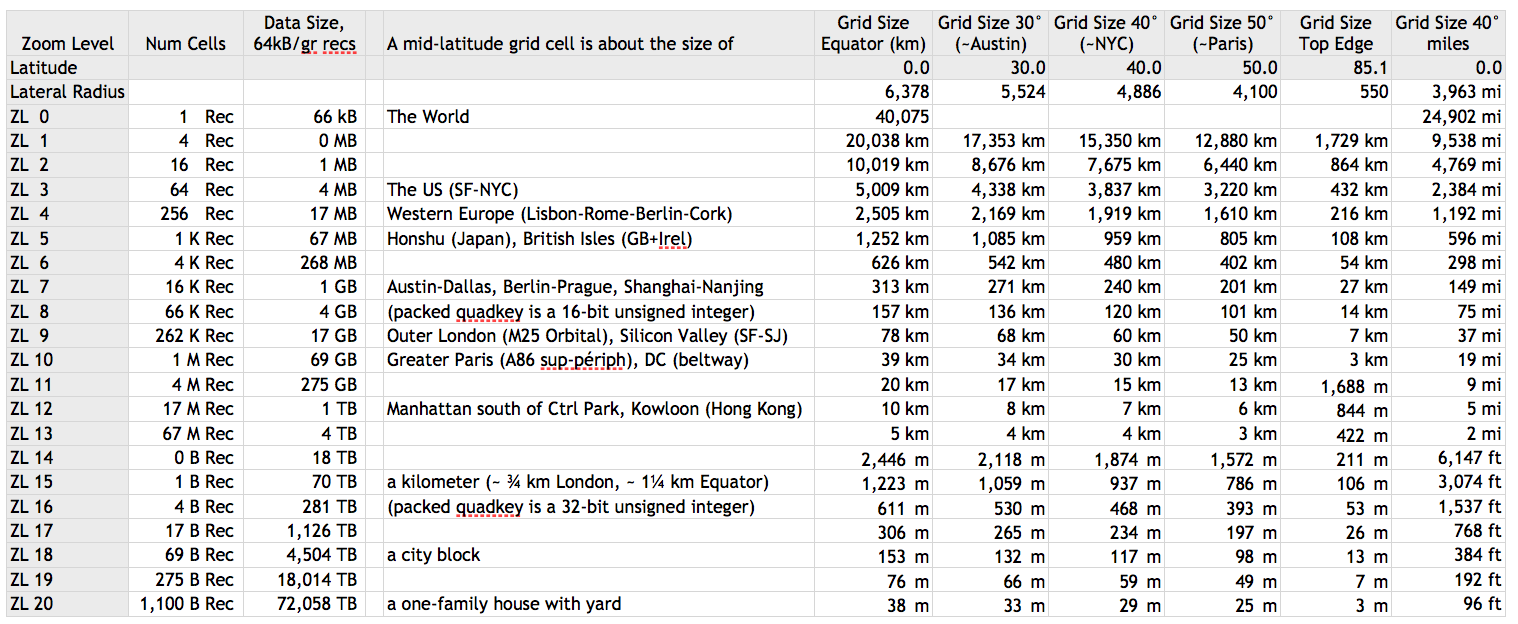 Zoom Level Num Cells Data Size, 64kB/gr recs A mid-latitude grid cell is about the size of Grid Size Equator (km) Grid Size 30° (~Austin) Grid Size 40° (~NYC) Grid Size 50° (~Paris) Grid Size Top Edge Grid Size 40° miles
Latitude 0.0 30.0 40.0 50.0 85.1 0.0
Lateral Radius 6,378 5,524 4,886 4,100 550 3,963 mi
ZL 0 1 Rec 66 kB The World 40,075 24,902 mi
ZL 1 4 Rec 0 MB 20,038 km 17,353 km 15,350 km 12,880 km 1,729 km 9,538 mi
ZL 2 16 Rec 1 MB 10,019 km 8,676 km 7,675 km 6,440 km 864 km 4,769 mi
ZL 3 64 Rec 4 MB The US (SF-NYC) 5,009 km 4,338 km 3,837 km 3,220 km 432 km 2,384 mi
ZL 4 256 Rec 17 MB Western Europe (Lisbon-Rome-Berlin-Cork) 2,505 km 2,169 km 1,919 km 1,610 km 216 km 1,192 mi
ZL 5 1 K Rec 67 MB Honshu (Japan), British Isles (GB+Irel) 1,252 km 1,085 km 959 km 805 km 108 km 596 mi
ZL 6 4 K Rec 268 MB 626 km 542 km 480 km 402 km 54 km 298 mi
ZL 7 16 K Rec 1 GB Austin-Dallas, Berlin-Prague, Shanghai-Nanjing 313 km 271 km 240 km 201 km 27 km 149 mi
ZL 8 66 K Rec 4 GB (packed quadkey is a 16-bit unsigned integer) 157 km 136 km 120 km 101 km 14 km 75 mi
ZL 9 262 K Rec 17 GB Outer London (M25 Orbital), Silicon Valley (SF-SJ) 78 km 68 km 60 km 50 km 7 km 37 mi
ZL 10 1 M Rec 69 GB Greater Paris (A86 sup-périph), DC (beltway) 39 km 34 km 30 km 25 km 3 km 19 mi
ZL 11 4 M Rec 275 GB 20 km 17 km 15 km 13 km 1,688 m 9 mi
ZL 12 17 M Rec 1 TB Manhattan south of Ctrl Park, Kowloon (Hong Kong) 10 km 8 km 7 km 6 km 844 m 5 mi
ZL 13 67 M Rec 4 TB 5 km 4 km 4 km 3 km 422 m 2 mi
ZL 14 0 B Rec 18 TB 2,446 m 2,118 m 1,874 m 1,572 m 211 m 6,147 ft
ZL 15 1 B Rec 70 TB a kilometer (~ ¾ km London, ~ 1¼ km Equator) 1,223 m 1,059 m 937 m 786 m 106 m 3,074 ft
ZL 16 4 B Rec 281 TB (packed quadkey is a 32-bit unsigned integer) 611 m 530 m 468 m 393 m 53 m 1,537 ft
ZL 17 17 B Rec 1,126 TB 306 m 265 m 234 m 197 m 26 m 768 ft
ZL 18 69 B Rec 4,504 TB a city block 153 m 132 m 117 m 98 m 13 m 384 ft
ZL 19 275 B Rec 18,014 TB 76 m 66 m 59 m 49 m 7 m 192 ft
ZL 20 1,100 B Rec 72,058 TB a one-family house with yard 38 m 33 m 29 m 25 m 3 m 96 ft